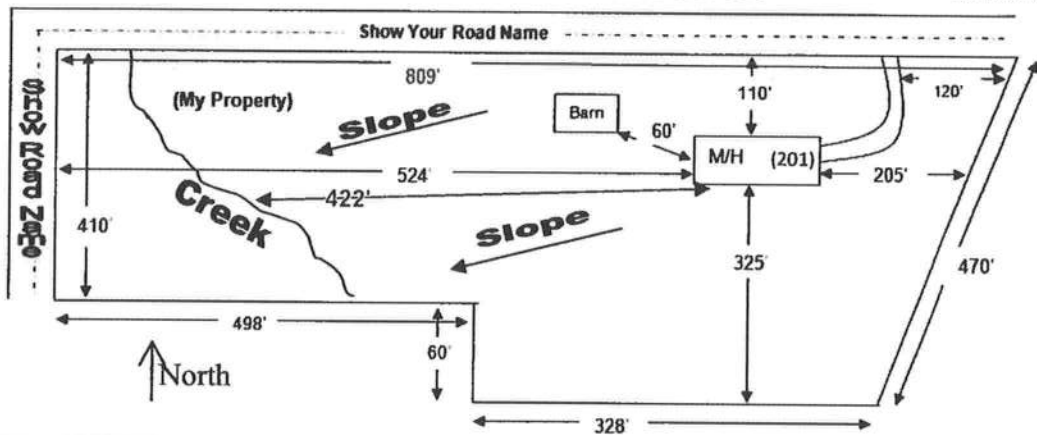 Show Your Road Name
Show Road Name
809'
(My Property)
Slope
Barn
110'
120'
60'
M/H (201)
524'
205'
422'
Creek
410'
Slope
325'
470'
498'
60'
North
328'